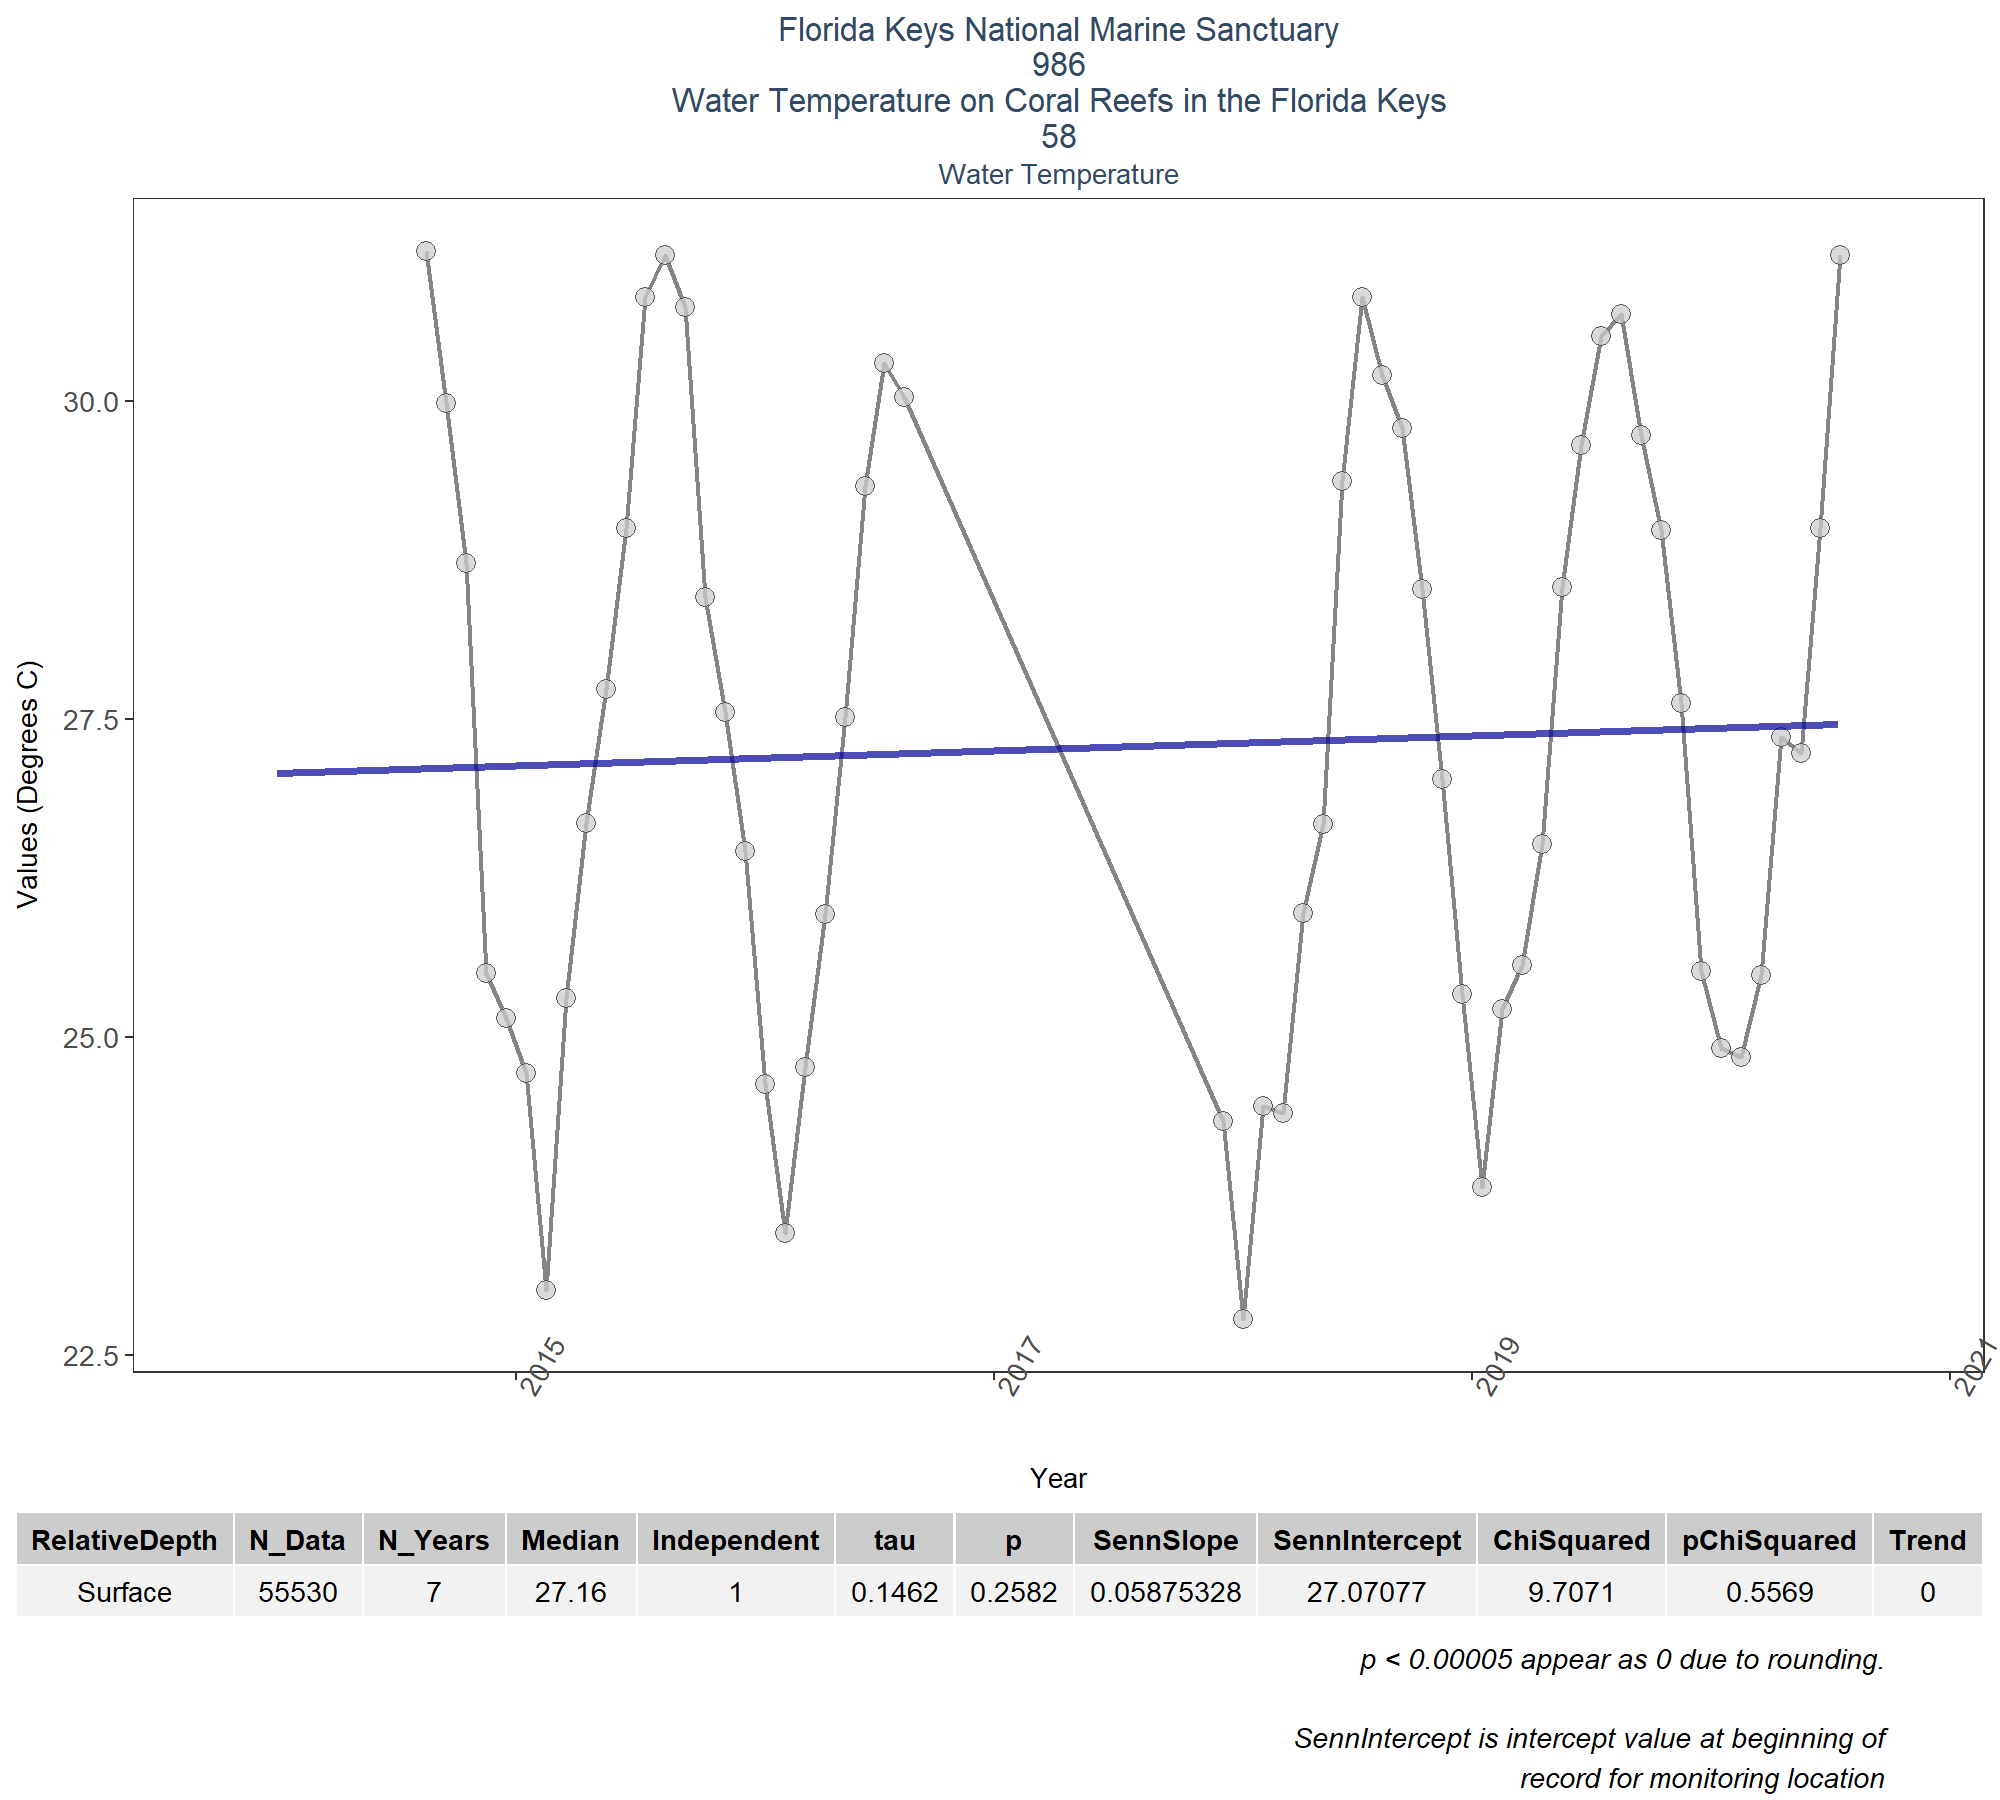 Florida Keys National Marine Sanctuary
986
Water Temperature on Coral Reefs in the Florida Keys
58
Water Temperature
Values (Degrees C)
30.0
27.5
25.0
22.5
2015
2017
2019
2021
Year
RelativeDepth N_Data N_Years Median Independent tau p SennSlope SennIntercept ChiSquared pChiSquared Trend
Surface 55530 7 27.16 1 0.1462 0.2582 0.05875328 27.07077 9.7071 0.5569 0
p < 0.00005 appear as 0 due to rounding.
SennIntercept is intercept value at beginning of
record for monitoring location